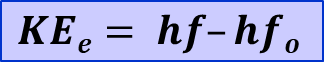 KEₑ = hf – hfₒ